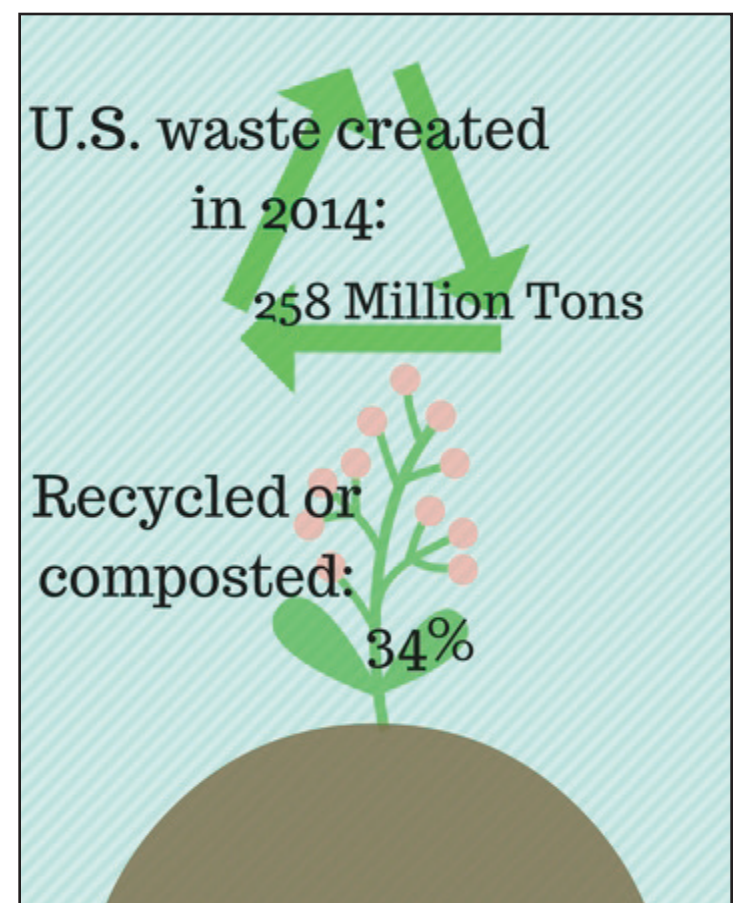 U.S. waste created
in 2014:
258 Million Tons
Recycled or
composted:
34%